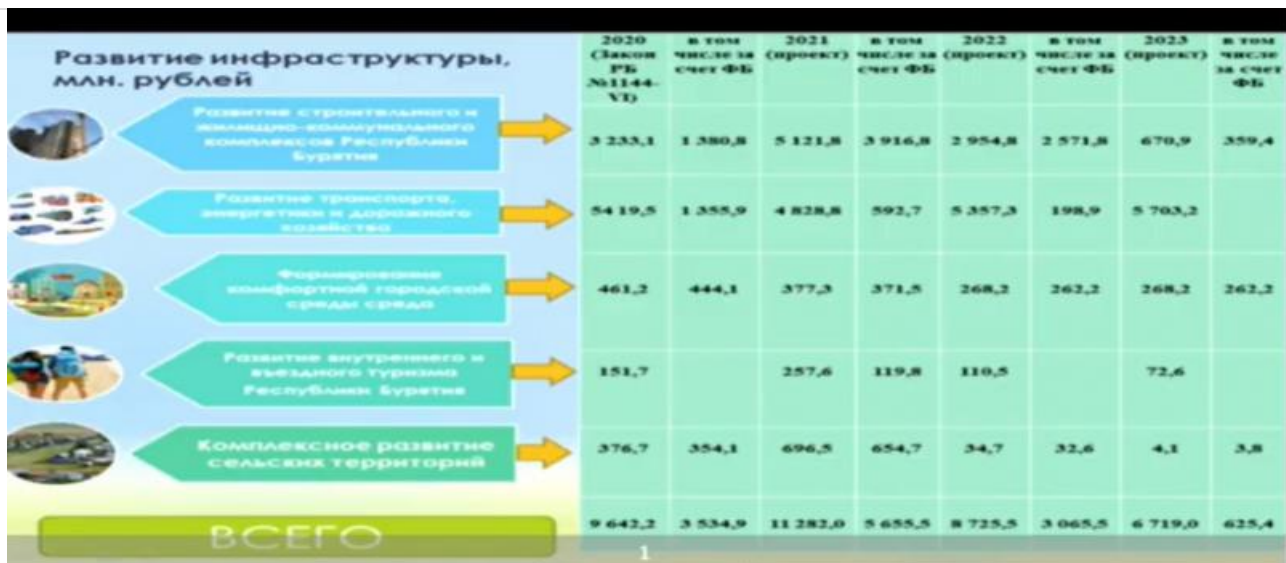 Развитие инфраструктуры,
млн. рублей
2020
(Закон
РБ
№1144-
VI)
в том
числе за
счет ФБ
2021
(проект)
в том
числе за
счет ФБ
2022
(проект)
в том
числе за
счет ФБ
2023
(проект)
в том
числе
за счет
ФБ
Развитие строительного и
жилищно-коммунального
комплексов Республики
Бурятия
3 233,1 1 380,8 5 121,8 3 916,8 2 954,8 2 571,8 670,9 359,4
Развитие транспорта,
энергетики и дорожного
хозяйства
54 19,5 1 355,9 4 828,8 592,7 5 357,3 198,9 5 703,2
Формирование
комфортной городской
среды среда
461,2 444,1 377,3 371,5 268,2 262,2 268,2 262,2
Развитие внутреннего и
въездного туризма
Республики Бурятия
151,7 257,6 119,8 110,5 72,6
Комплексное развитие
сельских территорий
376,7 354,1 696,5 654,7 34,7 32,6 4,1 3,8
ВСЕГО
9 642,2 3 534,9 11 282,0 5 655,5 8 725,5 3 065,5 6 719,0 625,4
1